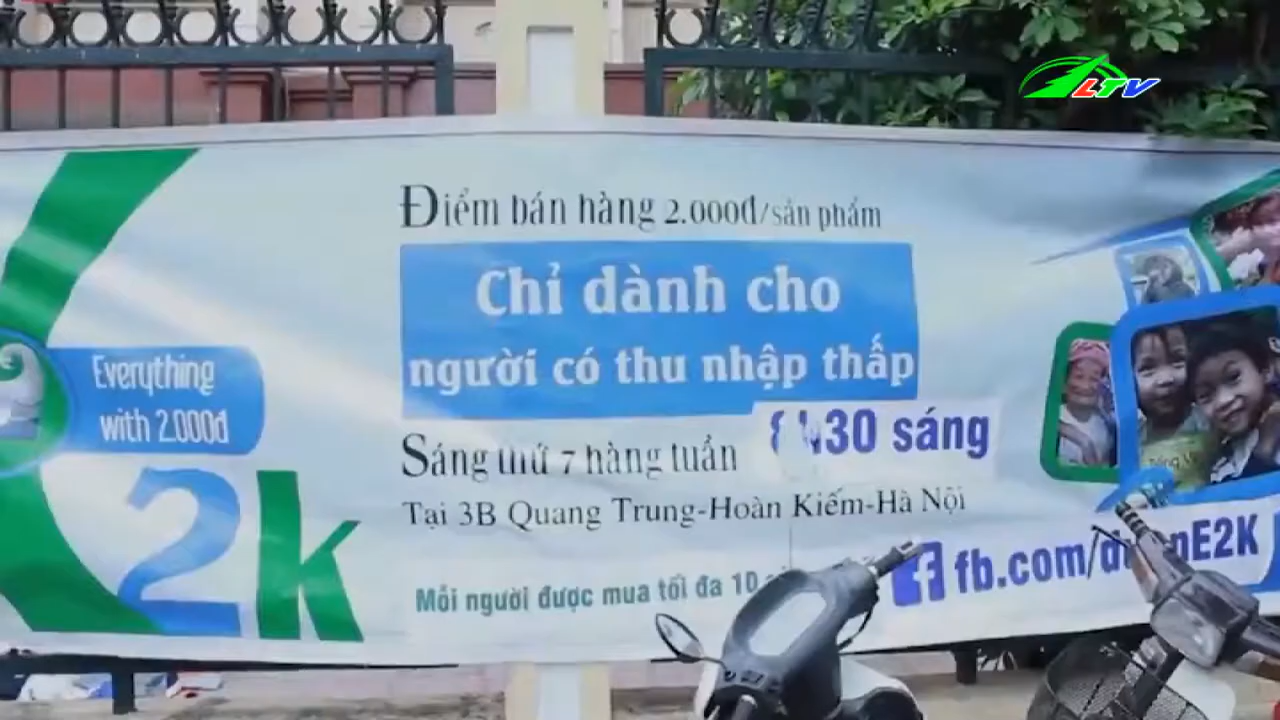 LTV
Điểm bán hàng 2.000đ/sản phẩm
Chỉ dành cho
người có thu nhập thấp
Everything
with 2.000đ
30 sáng
Sáng thứ 7 hàng tuần
2k
Tại 3B Quang Trung-Hoàn Kiếm-Hà Nội
Mỗi người được mua tối đa 10
f fb.com/